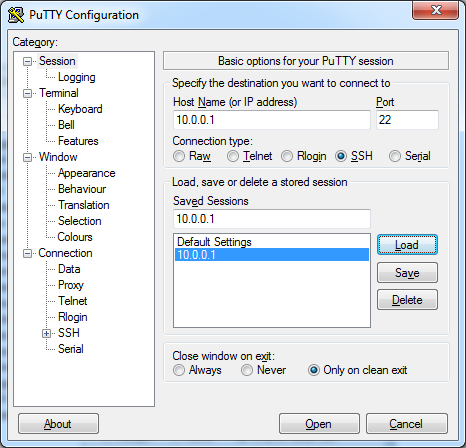 PuTTY Configuration
Category:
Session
Logging
Terminal
Keyboard
Bell
Features
Window
Appearance
Behaviour
Translation
Selection
Colours
Connection
Data
Proxy
Telnet
Rlogin
SSH
Serial
Basic options for your PuTTY session
Specify the destination you want to connect to
Host Name (or IP address) Port
10.0.0.1 22
Connection type:
Raw Telnet Rlogin SSH Serial
Load, save or delete a stored session
Saved Sessions
10.0.0.1
Default Settings
10.0.0.1
Load
Save
Delete
Close window on exit:
Always Never Only on clean exit
About Open Cancel